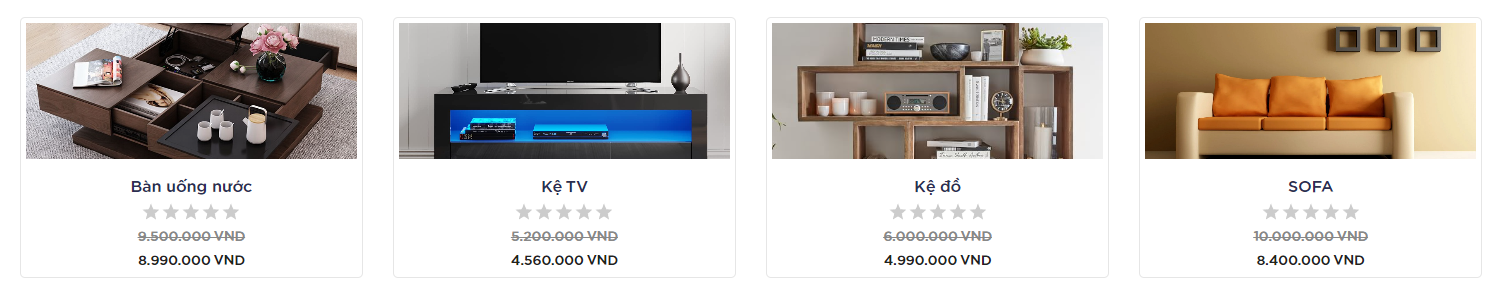 MODERN TIMES
Bàn uống nước
9.500.000 VND
8.990.000 VND
Kệ TV
5.200.000 VND
4.560.000 VND
Kệ đồ
6.000.000 VND
4.990.000 VND
SOFA
10.000.000 VND
8.400.000 VND